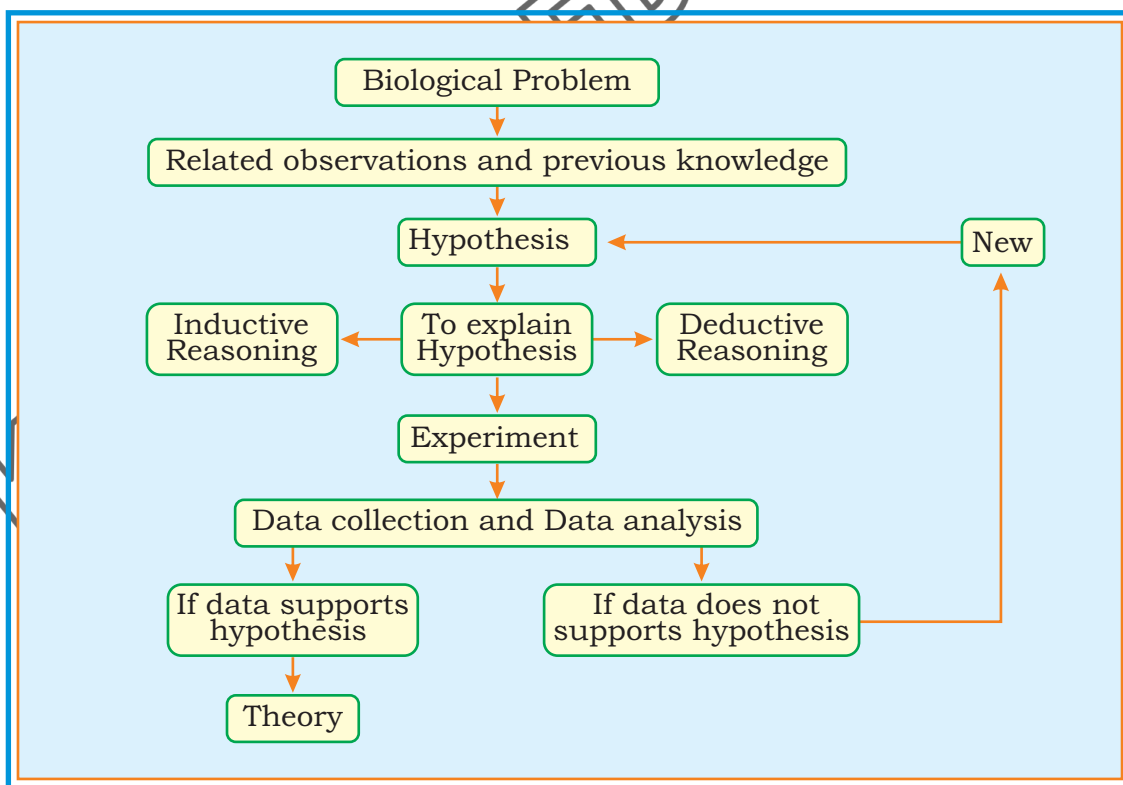 Biological Problem
Related observations and previous knowledge
Hypothesis
New
Inductive
Reasoning
To explain
Hypothesis
Deductive
Reasoning
Experiment
Data collection and Data analysis
If data supports
hypothesis
If data does not
supports hypothesis
Theory